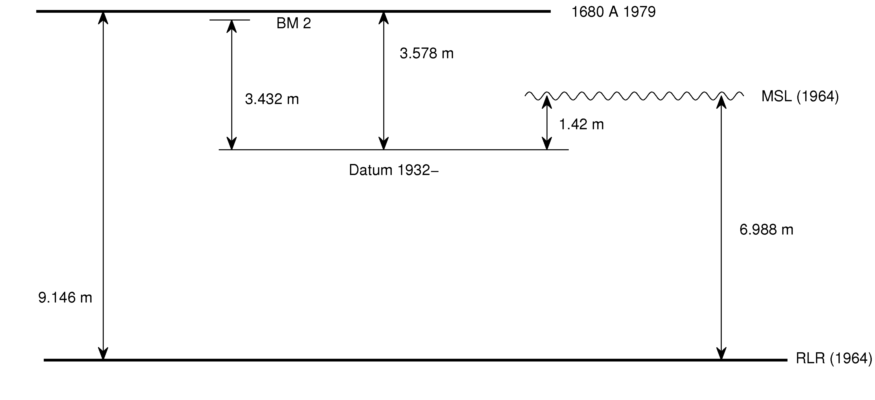 1680 A 1979
BM 2
3.578 m
3.432 m
MSL (1964)
1.42 m
Datum 1932−
6.988 m
9.146 m
RLR (1964)